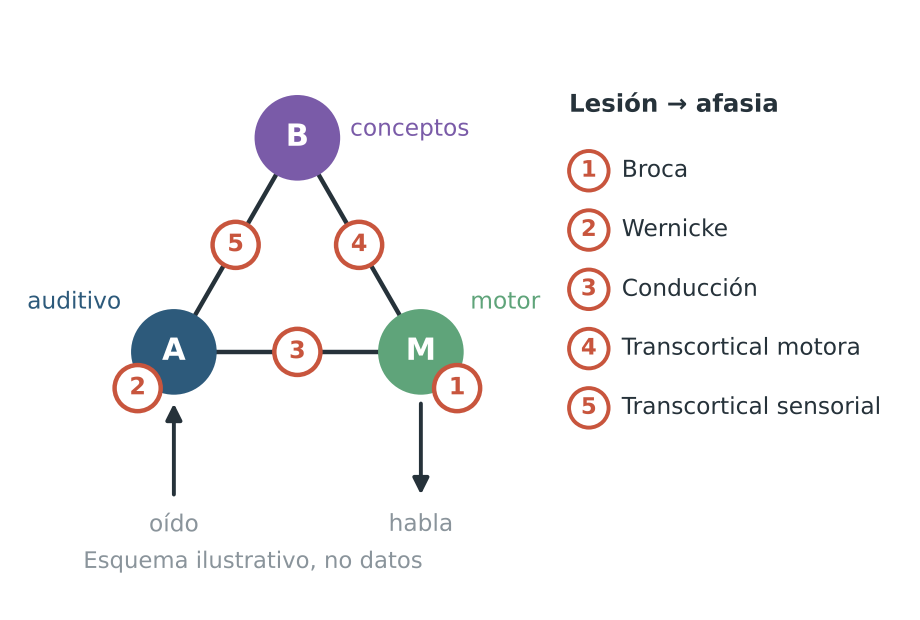 B
conceptos
5
4
auditivo
motor
A
3
M
2
1
oído
habla
Esquema ilustrativo, no datos
Lesión → afasia
1 Broca
2 Wernicke
3 Conducción
4 Transcortical motora
5 Transcortical sensorial